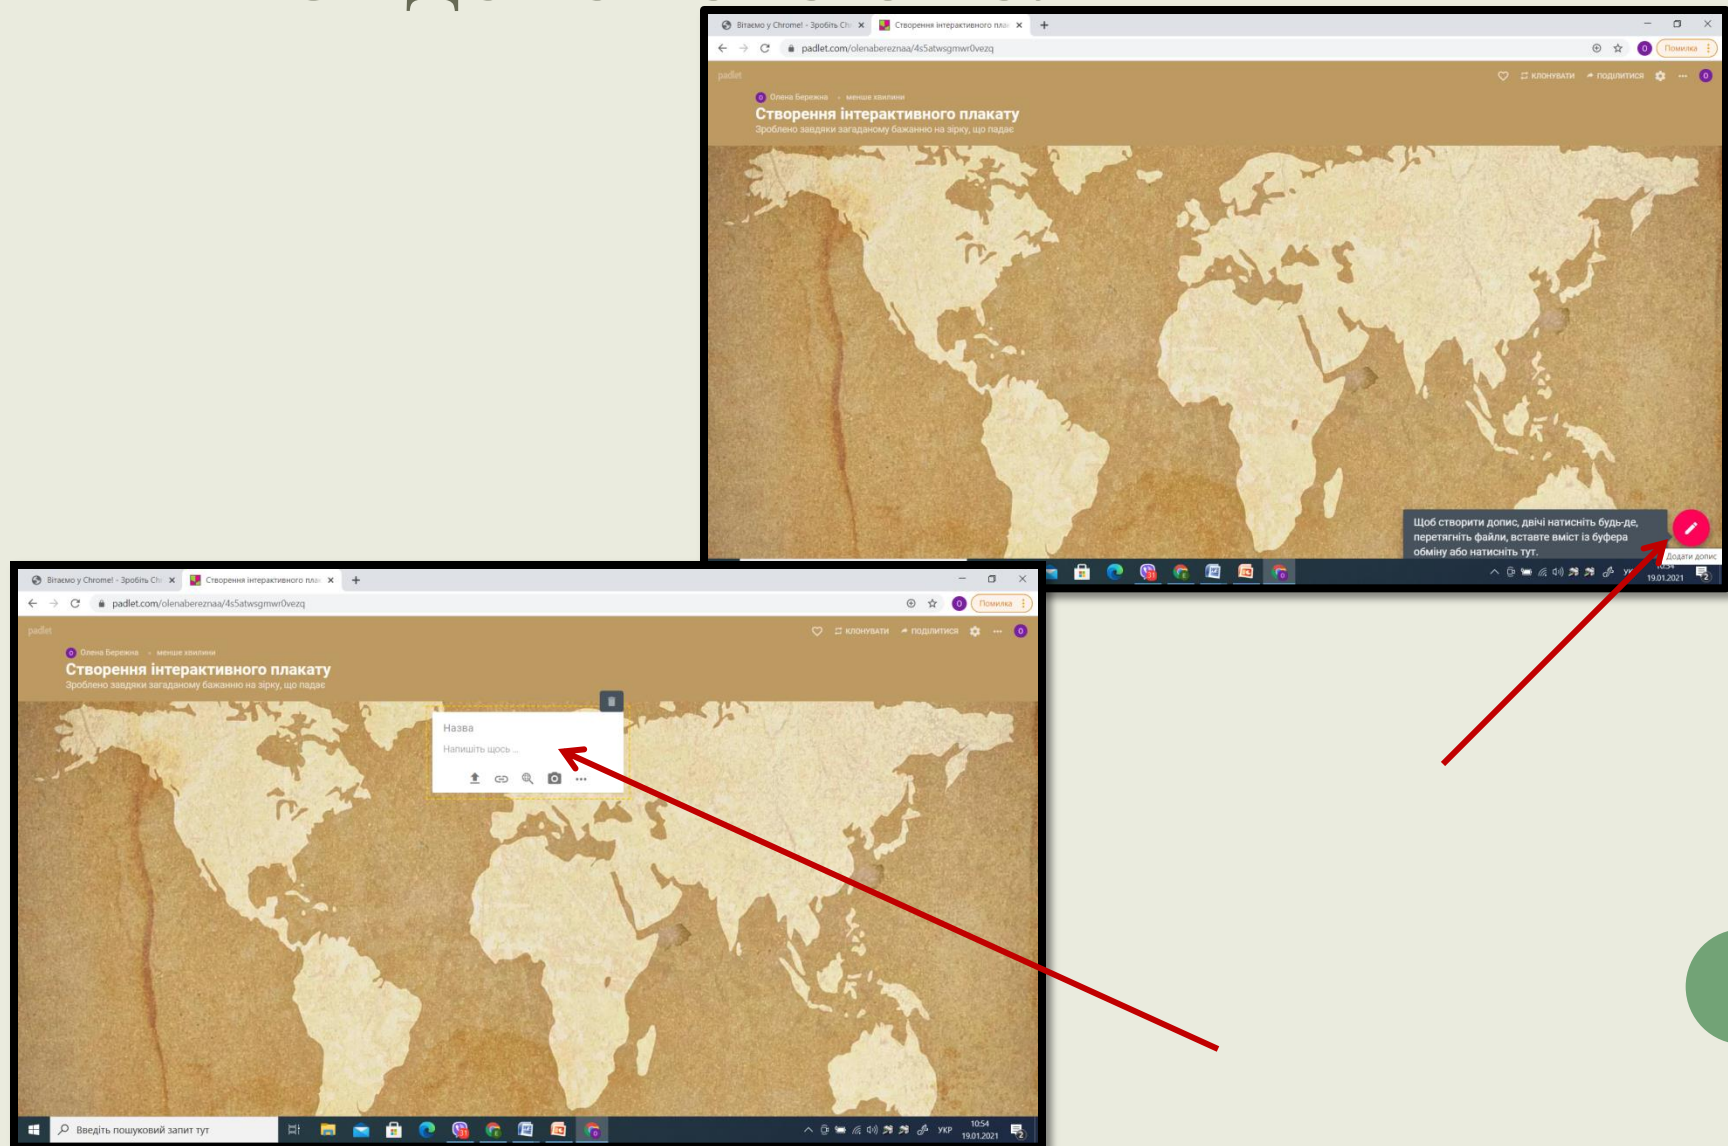 Вітаємо у Chrome! - Зробіть Ch
Створення інтерактивного пла
padlet.com/olenabereznaa/4s5atwsgmwr0vezq
О
Помилка
padlet
КЛОНУВАТИ
ПОДІЛИТИСЯ
О
О Олена Бережна
менше хвилини
Створення інтерактивного плакату
Зроблено завдяки загаданому бажанню на зірку, що падає
Щоб створити допис, двічі натисніть будь-де,
перетягніть файли, вставте вміст із буфера
обміну або натисніть тут.
Додати допис
19.01.2021
Вітаємо у Chrome! - Зробіть Ch
Створення інтерактивного пла
padlet.com/olenabereznaa/4s5atwsgmwr0vezq
О
Помилка
padlet
КЛОНУВАТИ
ПОДІЛИТИСЯ
О
О Олена Бережна
менше хвилини
Створення інтерактивного плакату
Зроблено завдяки загаданому бажанню на зірку, що падає
Назва
Напишіть щось ...
Введіть пошуковий запит тут
УКР
10:54
19.01.2021